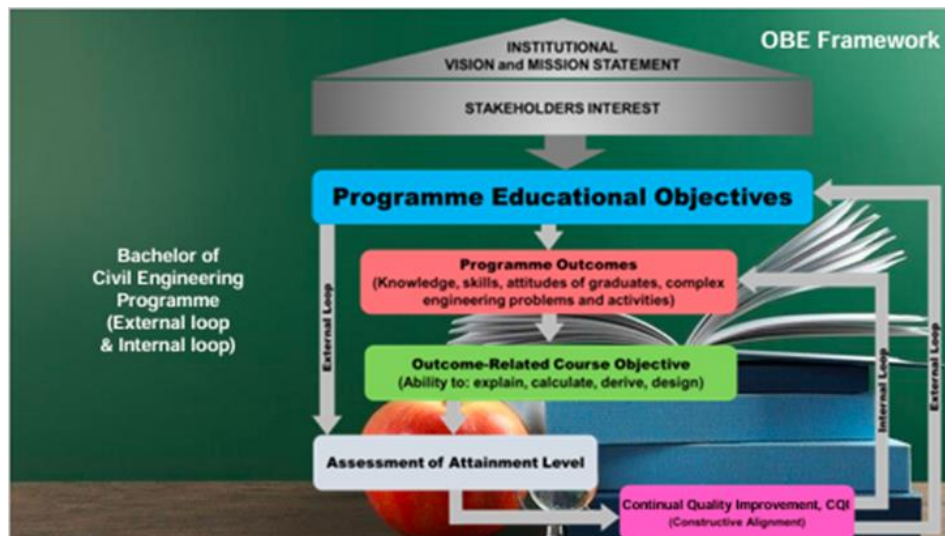 OBE Framework
INSTITUTIONAL
VISION and MISSION STATEMENT
STAKEHOLDERS INTEREST
Programme Educational Objectives
Bachelor of
Civil Engineering
Programme
(External loop
& Internal loop)
External Loop
Programme Outcomes
(Knowledge, skills, attitudes of graduates, complex
engineering problems and activities)
Outcome-Related Course Objective
(Ability to: explain, calculate, derive, design)
Internal Loop
External Loop
Assessment of Attainment Level
Continual Quality Improvement, CQI
(Constructive Alignment)